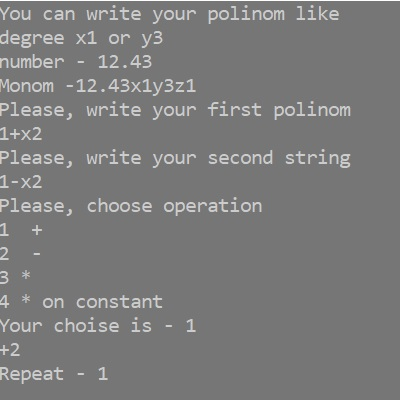 You can write your polinom like
degree x1 or y3
number - 12.43
Monom -12.43x1y3z1
Please, write your first polinom
1+x2
Please, write your second string
1-x2
Please, choose operation
1  +
2  -
3 *
4 * on constant
Your choise is - 1
+2
Repeat - 1